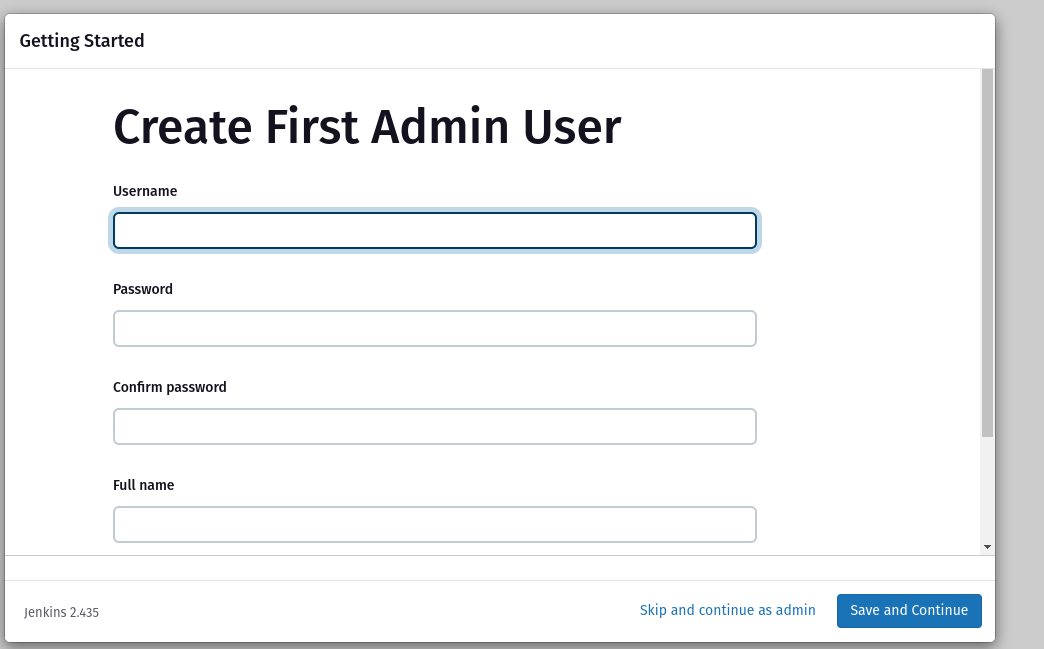 Getting Started
Create First Admin User
Username
Password
Confirm password
Full name
Jenkins 2.435
Skip and continue as admin
Save and Continue